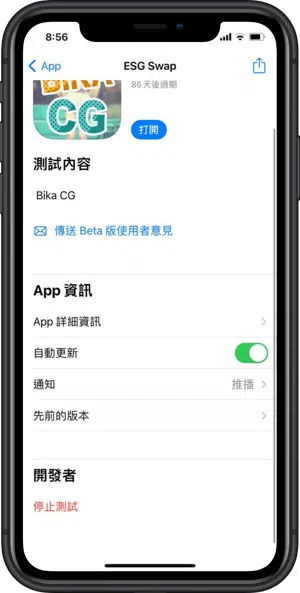 8:56
App
ESG Swap
BIKA
CG
86 天後過期
打開
測試內容
Bika CG
傳送 Beta 版使用者意見
App 資訊
App 詳細資訊
自動更新
通知
推播
先前的版本
開發者
停止測試